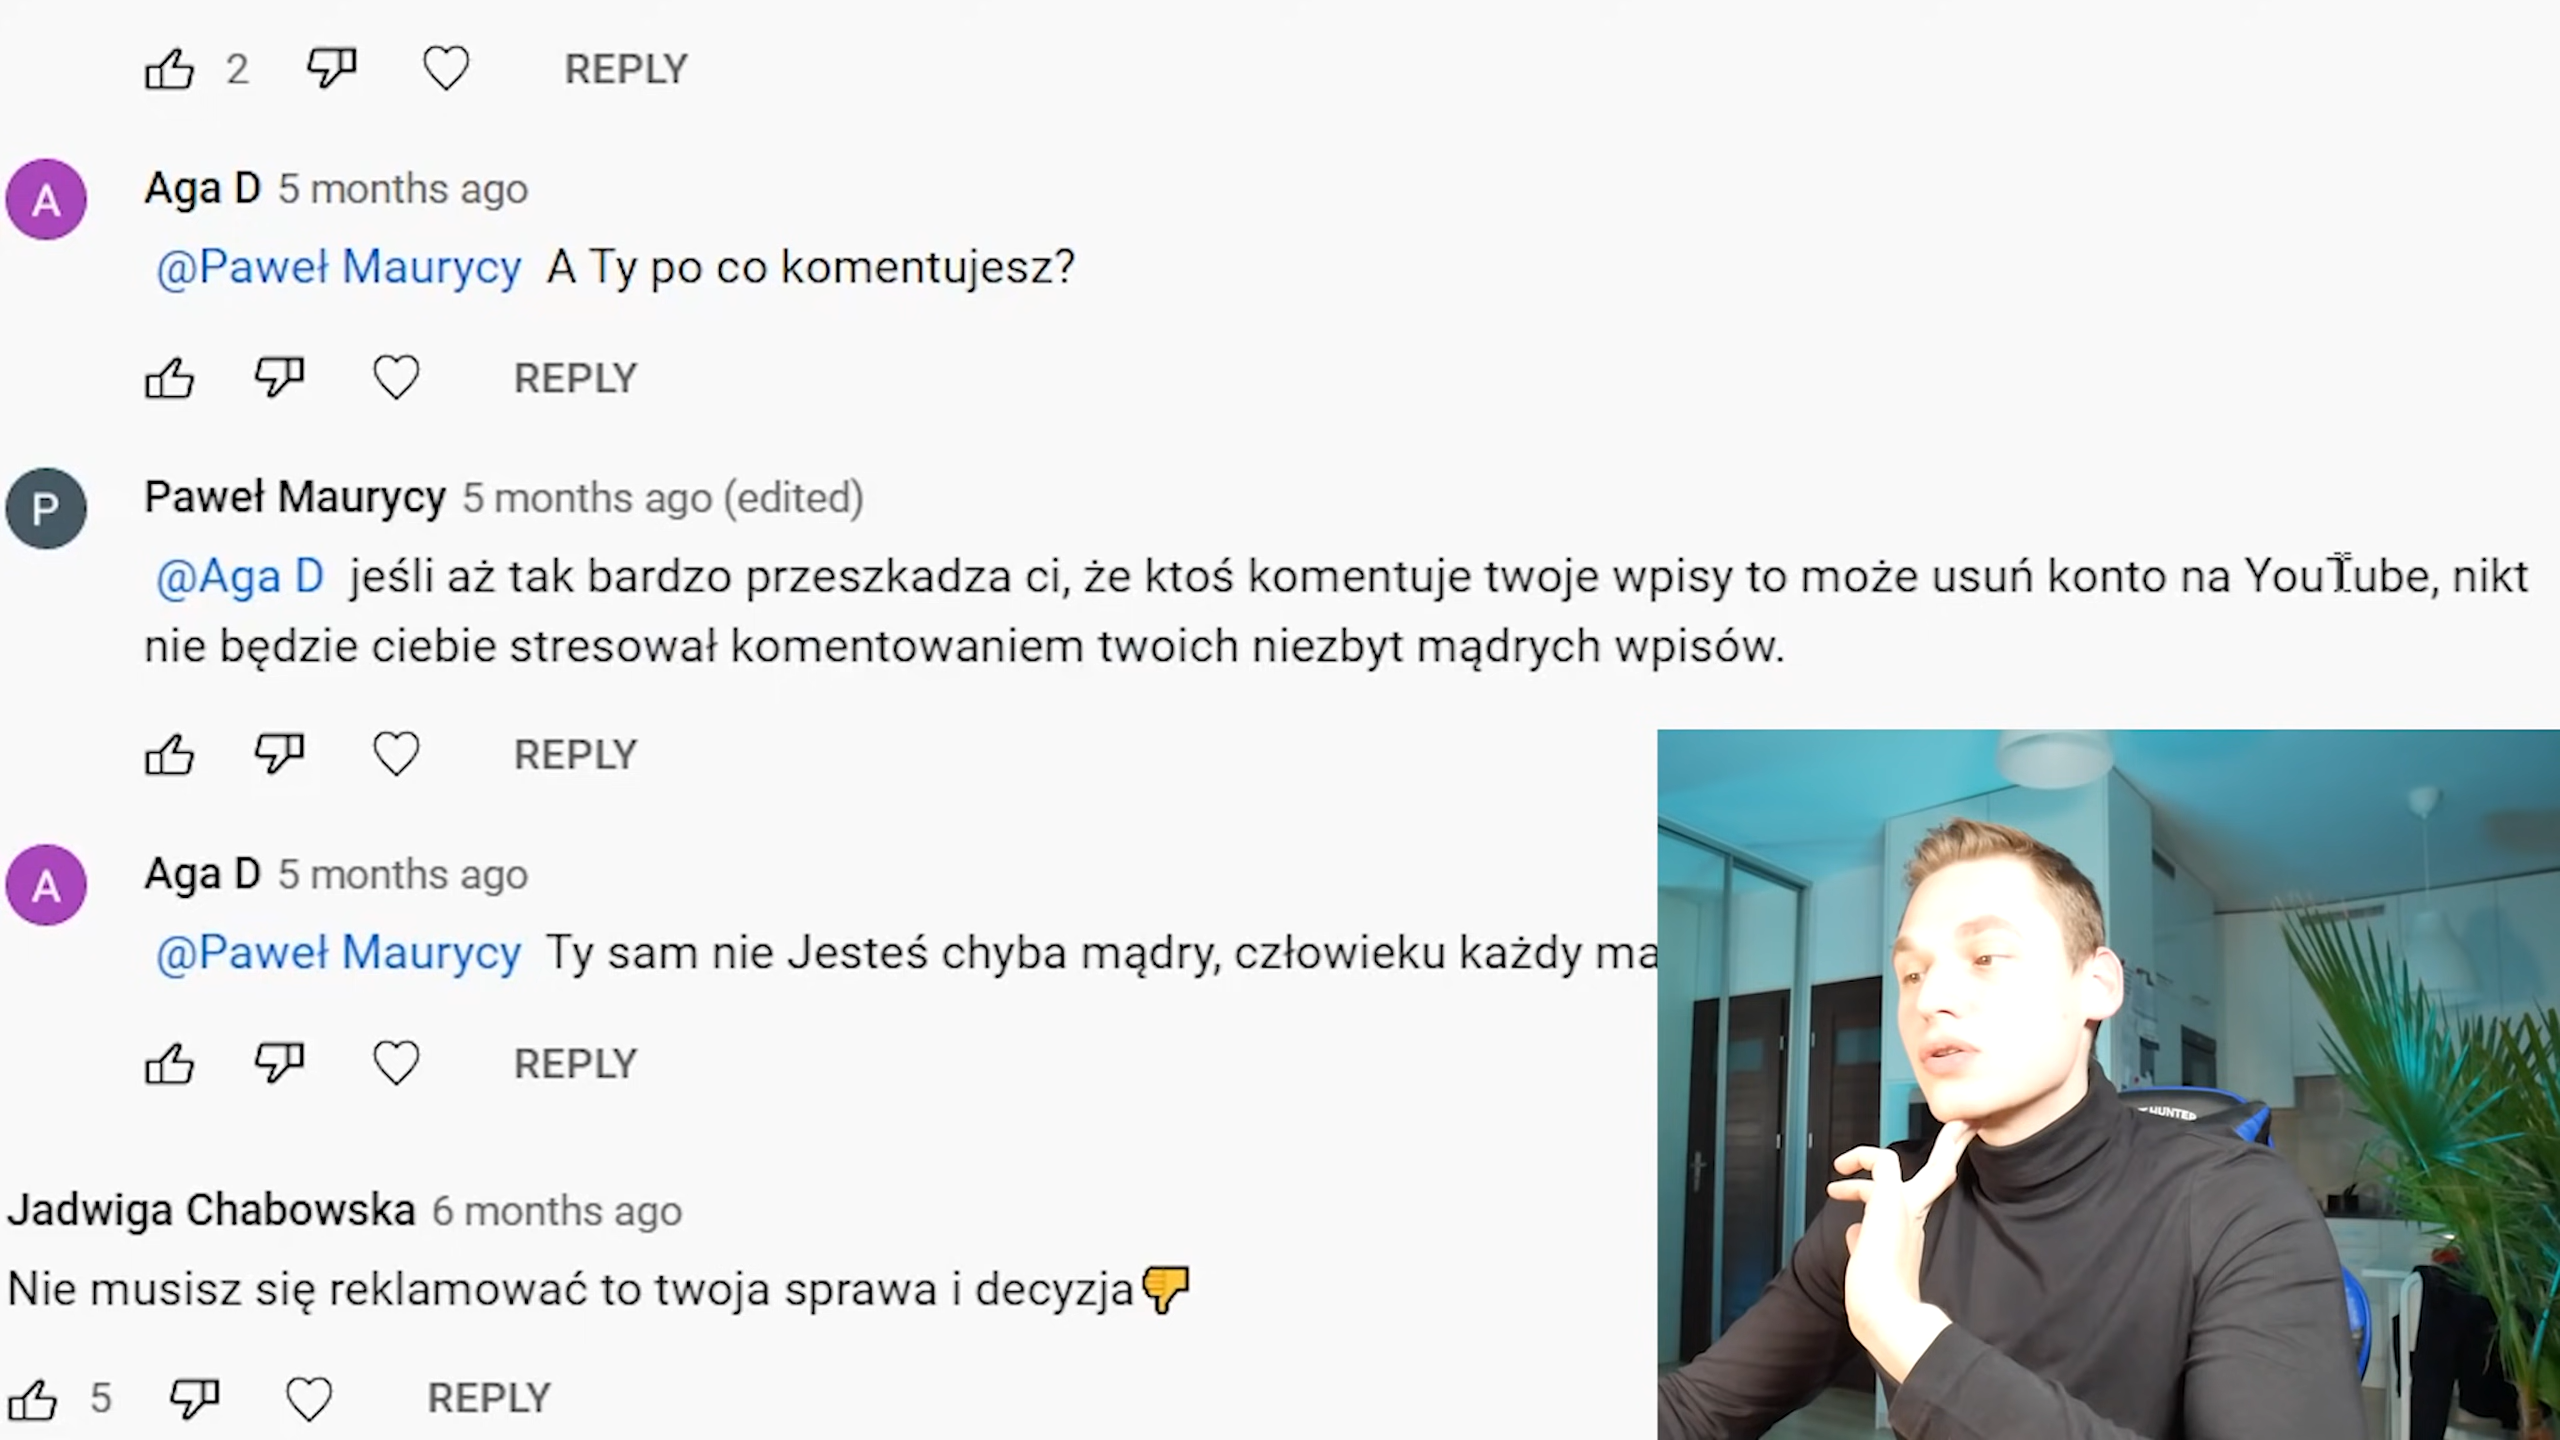 2 REPLY
A Aga D 5 months ago
@Paweł Maurycy A Ty po co komentujesz?
REPLY
P Paweł Maurycy 5 months ago (edited)
@Aga D jeśli aż tak bardzo przeszkadza ci, że ktoś komentuje twoje wpisy to może usuń konto na YouTube, nikt
nie będzie ciebie stresował komentowaniem twoich niezbyt mądrych wpisów.
REPLY
A Aga D 5 months ago
@Paweł Maurycy Ty sam nie Jesteś chyba mądry, człowieku każdy ma
REPLY
HUNTER
Jadwiga Chabowska 6 months ago
Nie musisz się reklamować to twoja sprawa i decyzja👎
5 REPLY